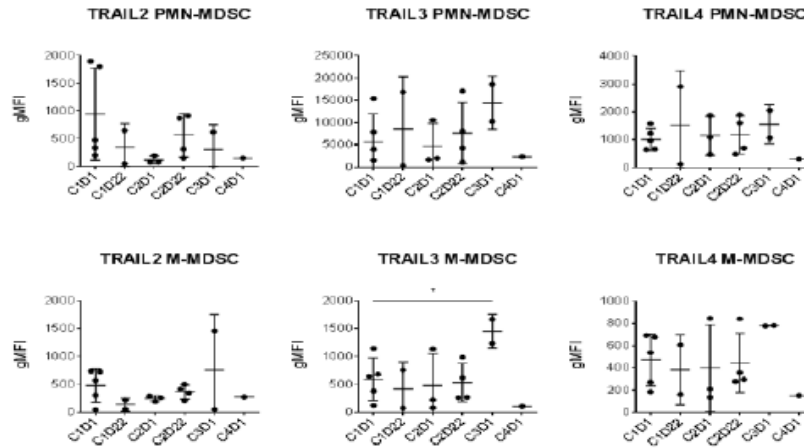 TRAIL2 PMN-MDSC
2000
1500
1000
500
0
gMFI
C1D1
C1D22
C2D1
C2D22
C3D1
C4D1
TRAIL3 PMN-MDSC
25000
20000
15000
10000
5000
0
gMFI
C1D1
C1D22
C2D1
C2D22
C3D1
C4D1
TRAIL4 PMN-MDSC
4000
3000
2000
1000
0
gMFI
C1D1
C1D22
C2D1
C2D22
C3D1
C4D1
TRAIL2 M-MDSC
2000
1500
1000
500
0
gMFI
C1D1
C1D22
C2D1
C2D22
C3D1
C4D1
TRAIL3 M-MDSC
2000
1500
1000
500
0
gMFI
*
C1D1
C1D22
C2D1
C2D22
C3D1
C4D1
TRAIL4 M-MDSC
1000
800
600
400
200
0
gMFI
C1D1
C1D22
C2D1
C2D22
C3D1
C4D1